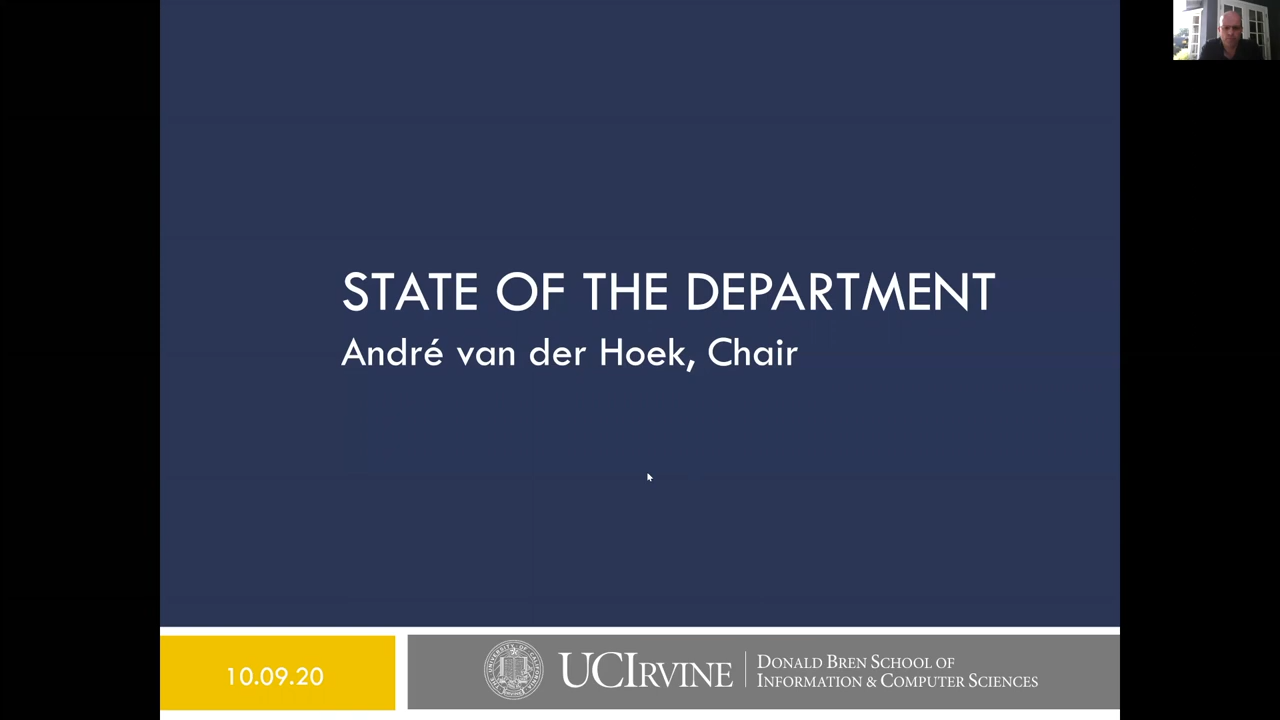 STATE OF THE DEPARTMENT
André van der Hoek, Chair
10.09.20
UCIRVINE
DONALD BREN SCHOOL OF
INFORMATION & COMPUTER SCIENCES